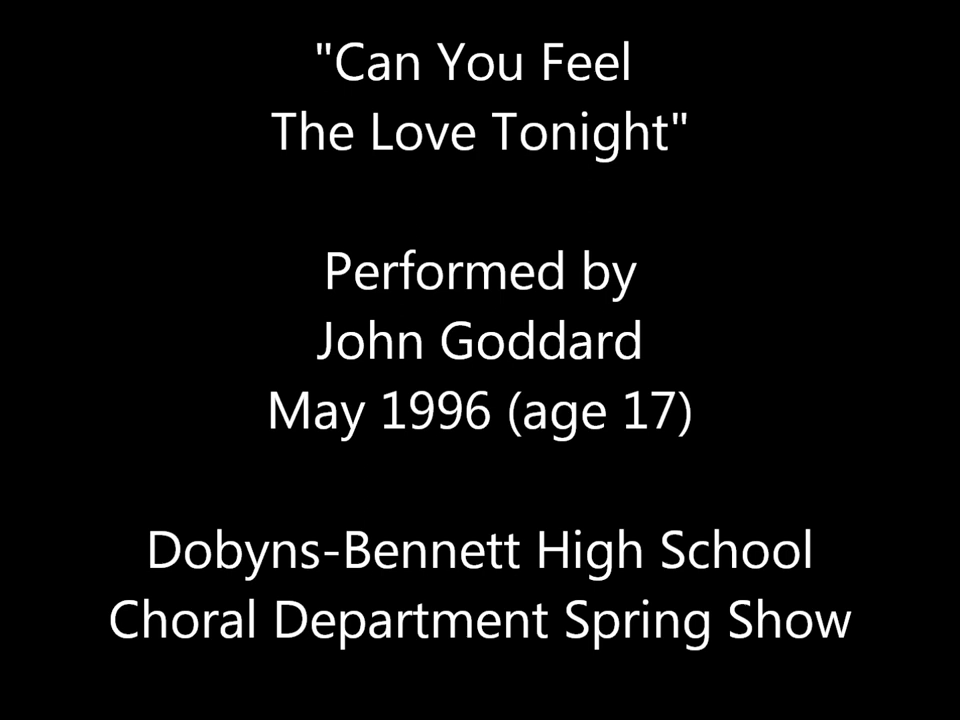 "Can You Feel
The Love Tonight"
Performed by
John Goddard
May 1996 (age 17)
Dobyns-Bennett High School
Choral Department Spring Show